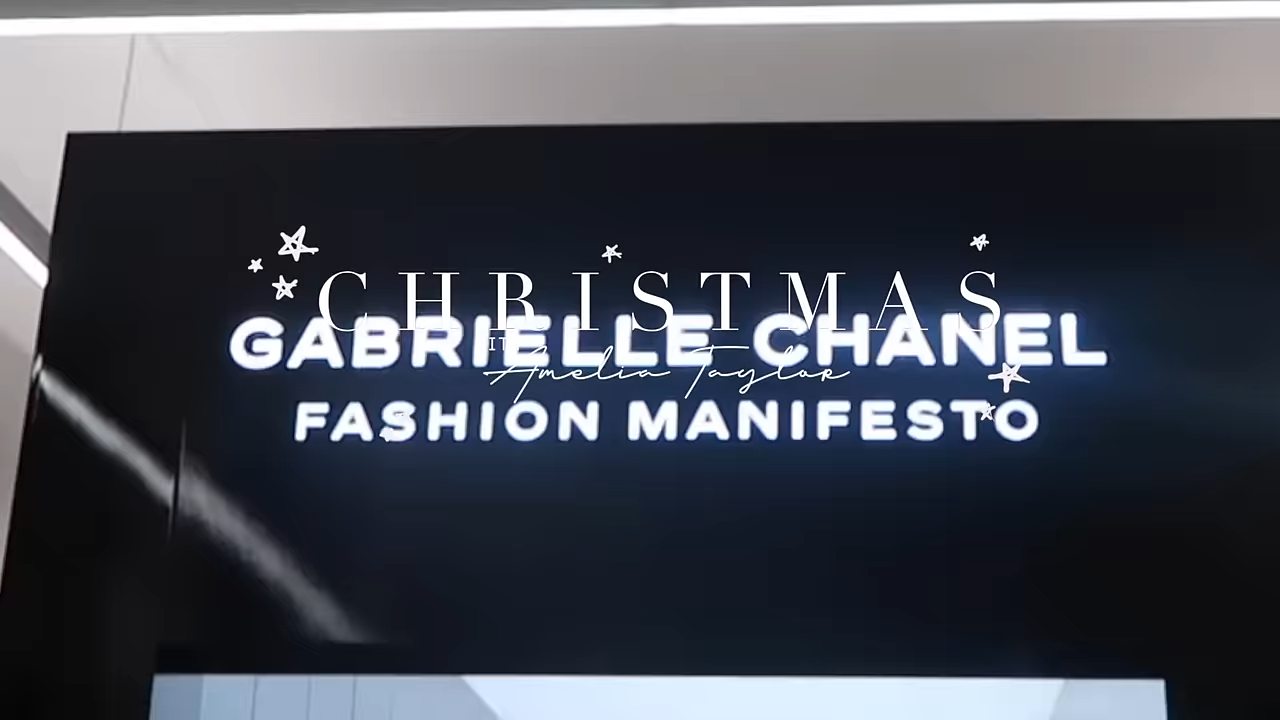 CHRISTMAS
GABRIELLE CHANEL
Amelia Taylor
FASHION MANIFESTO